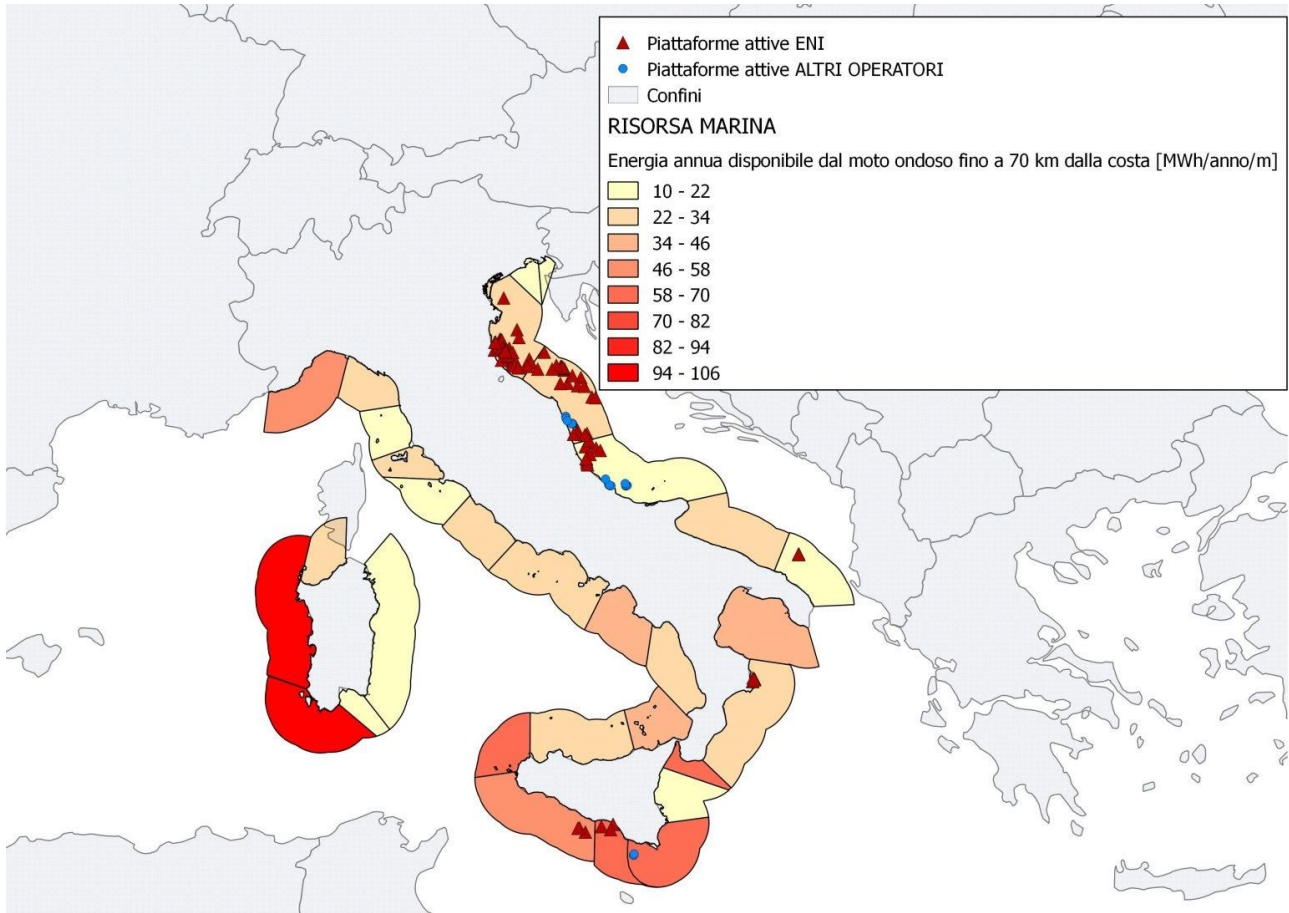 Piattaforme attive ENI
Piattaforme attive ALTRI OPERATORI
Confini
RISORSA MARINA
Energia annua disponibile dal moto ondoso fino a 70 km dalla costa [MWh/anno/m]
10 - 22
22 - 34
34 - 46
46 - 58
58 - 70
70 - 82
82 - 94
94 - 106